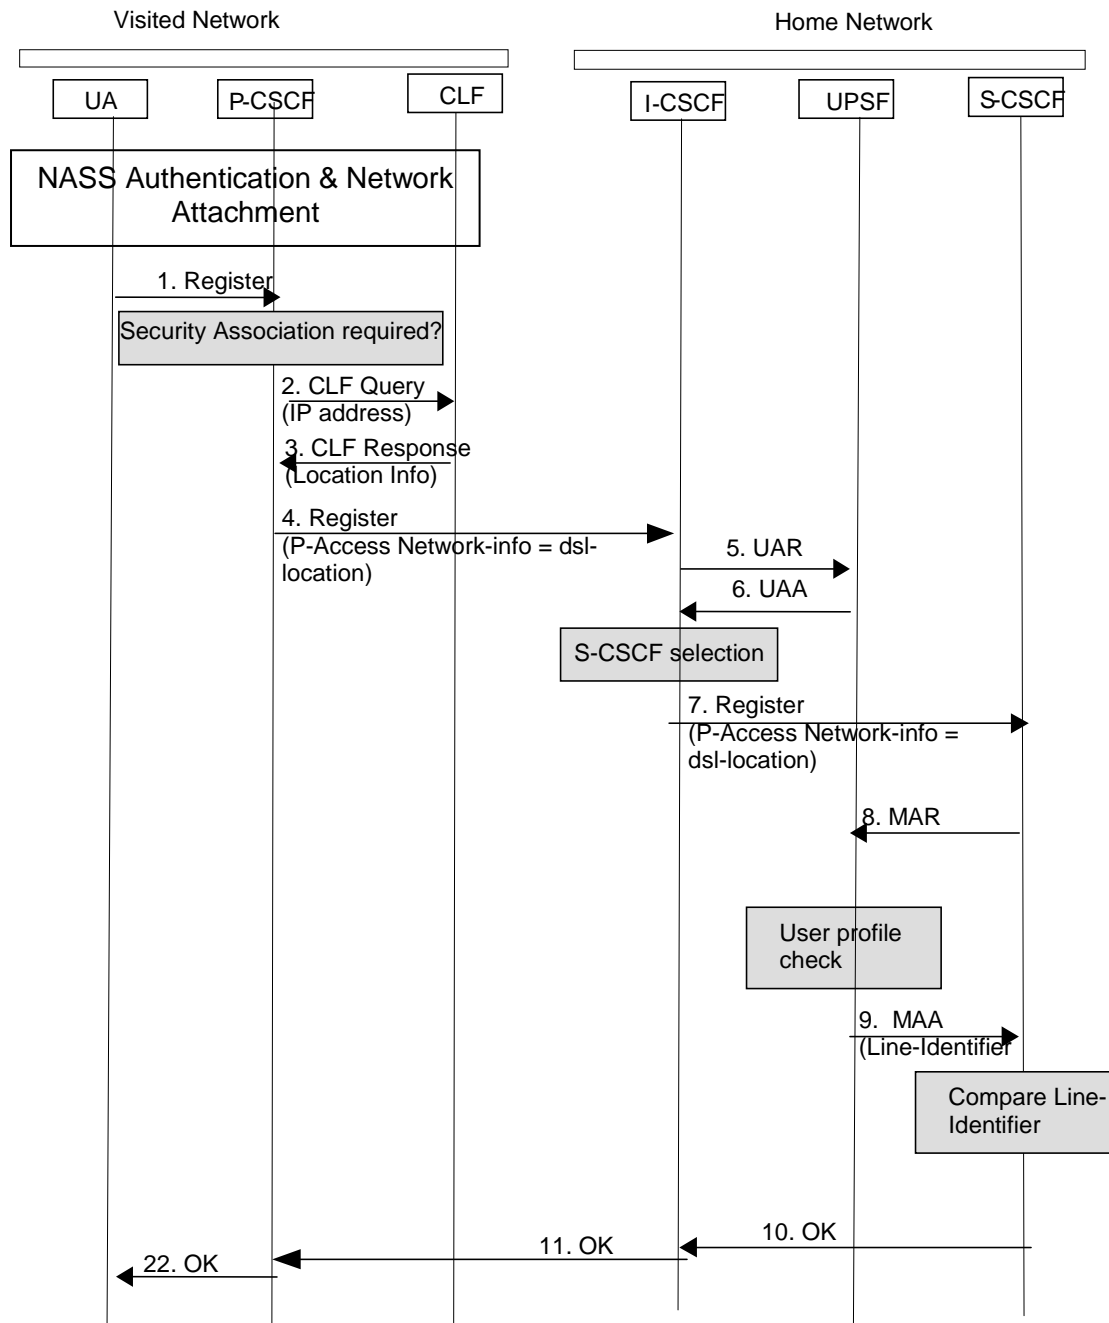 Visited Network
Home Network
UA
P-CSCF
CLF
I-CSCF
UPSF
S-CSCF
NASS Authentication & Network
Attachment
1. Register
Security Association required?
2. CLF Query
(IP address)
3. CLF Response
(Location Info)
4. Register
(P-Access Network-info = dsl-
location)
5. UAR
6. UAA
S-CSCF selection
7. Register
(P-Access Network-info =
dsl-location)
8. MAR
User profile
check
9. MAA
(Line-Identifier
Compare Line-
Identifier
10. OK
11. OK
22. OK